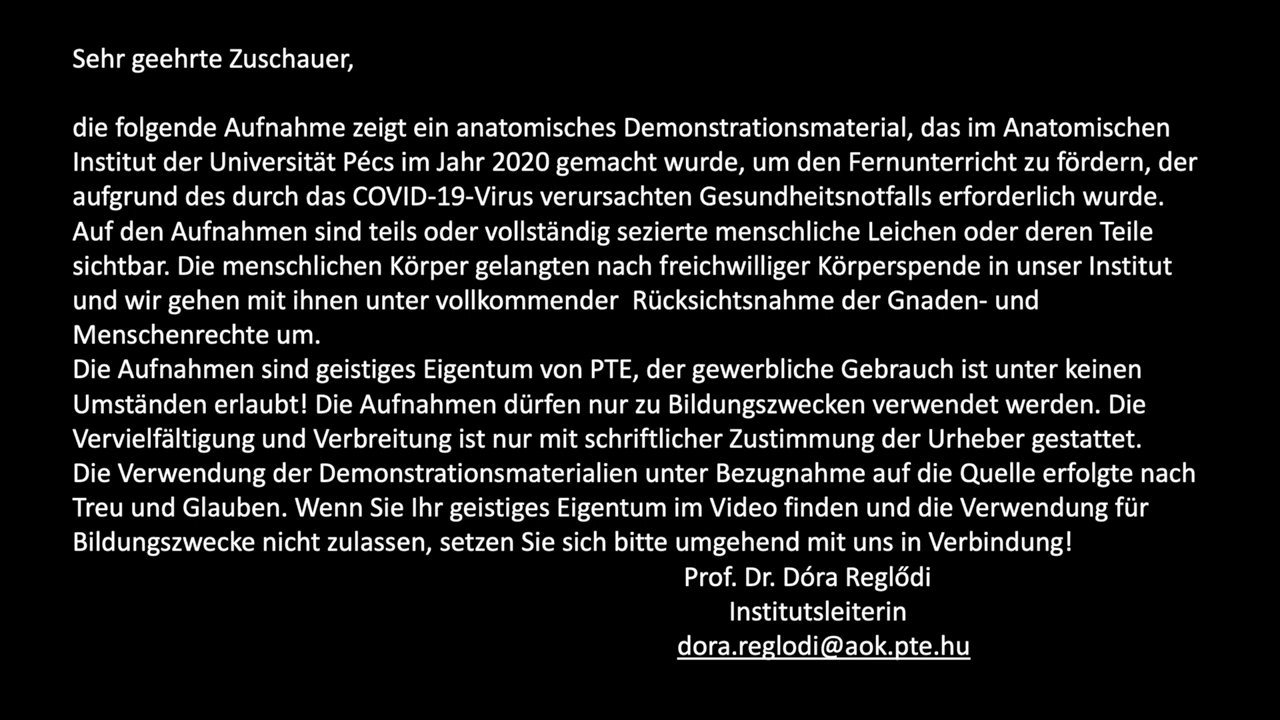 Sehr geehrte Zuschauer,
die folgende Aufnahme zeigt ein anatomisches Demonstrationsmaterial, das im Anatomischen
Institut der Universität Pécs im Jahr 2020 gemacht wurde, um den Fernunterricht zu fördern, der
aufgrund des durch das COVID-19-Virus verursachten Gesundheitsnotfalls erforderlich wurde.
Auf den Aufnahmen sind teils oder vollständig sezierte menschliche Leichen oder deren Teile
sichtbar. Die menschlichen Körper gelangten nach freichwilliger Körperspende in unser Institut
und wir gehen mit ihnen unter vollkommender  Rücksichtsnahme der Gnaden- und
Menschenrechte um.
Die Aufnahmen sind geistiges Eigentum von PTE, der gewerbliche Gebrauch ist unter keinen
Umständen erlaubt! Die Aufnahmen dürfen nur zu Bildungszwecken verwendet werden. Die
Vervielfältigung und Verbreitung ist nur mit schriftlicher Zustimmung der Urheber gestattet.
Die Verwendung der Demonstrationsmaterialien unter Bezugnahme auf die Quelle erfolgte nach
Treu und Glauben. Wenn Sie Ihr geistiges Eigentum im Video finden und die Verwendung für
Bildungszwecke nicht zulassen, setzen Sie sich bitte umgehend mit uns in Verbindung!
Prof. Dr. Dóra Reglődi
Institutsleiterin
dora.reglodi@aok.pte.hu